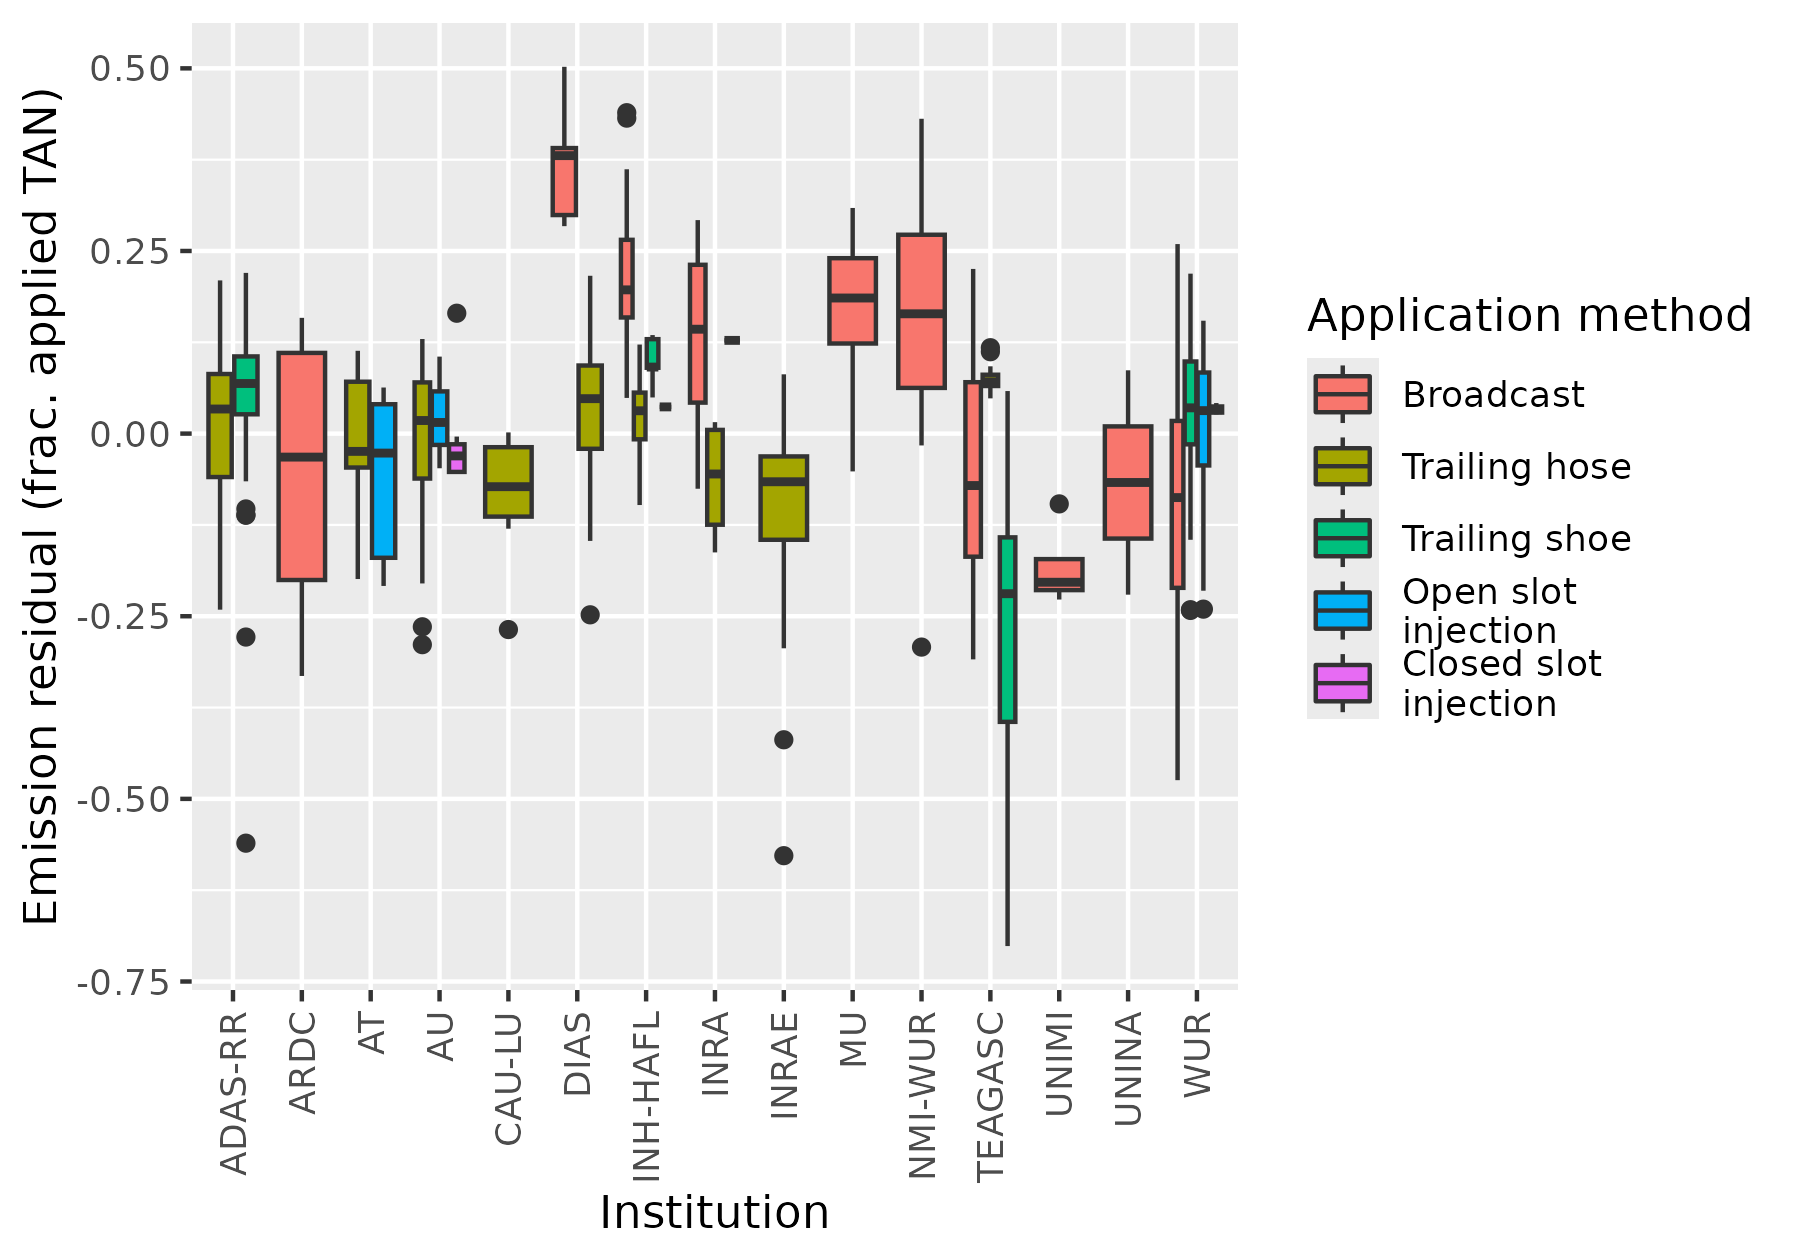 Emission residual (frac. applied TAN)
0.50
0.25
0.00
-0.25
-0.50
-0.75
ADAS-RR
ARDC
AT
AU
CAU-LU
DIAS
INH-HAFL
INRA
INRAE
MU
NMI-WUR
TEAGASC
UNIMI
UNINA
WUR
Institution
Application method
Broadcast
Trailing hose
Trailing shoe
Open slot
injection
Closed slot
injection